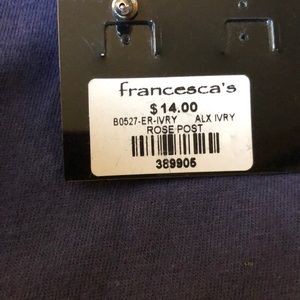 francesca's
$14.00
B0527-ER-IVRY ALX IVRY
ROSE POST
389905